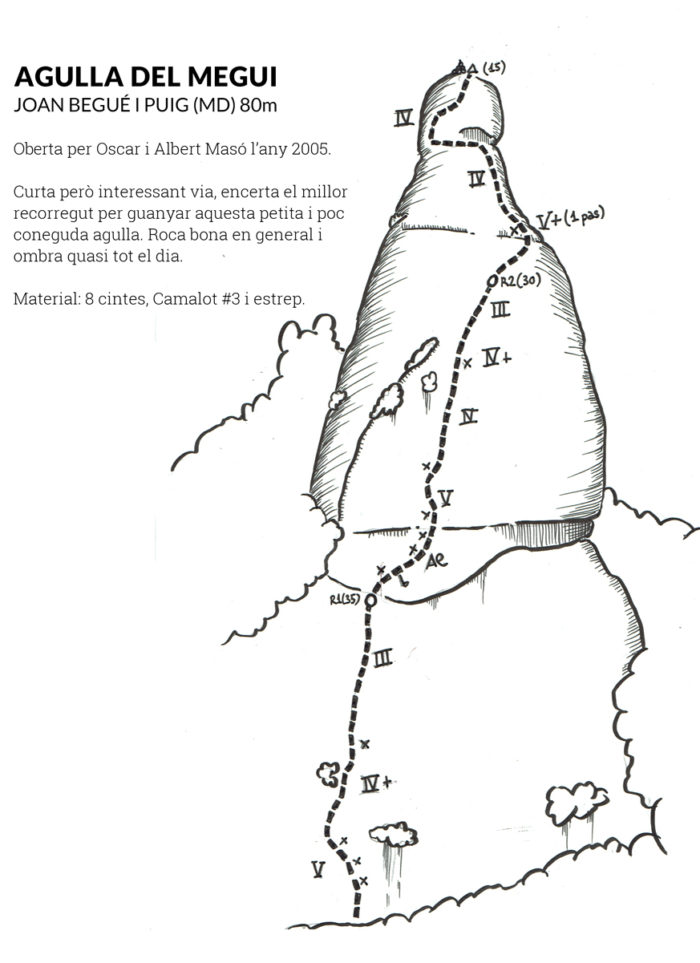 AGULLA DEL MEGUI
JOAN BEGUÉ I PUIG (MD) 80m
Oberta per Oscar i Albert Masó l’any 2005.
Curta però interessant via, encerta el millor
recorregut per guanyar aquesta petita i poc
coneguda agulla. Roca bona en general i
ombra quasi tot el dia.
Material: 8 cintes, Camalot #3 i estrep.
(15)
IV
IV
V+ (1 pas)
R2(30)
III
IV+
IV
V
Ae
R1(35)
III
IV+
V